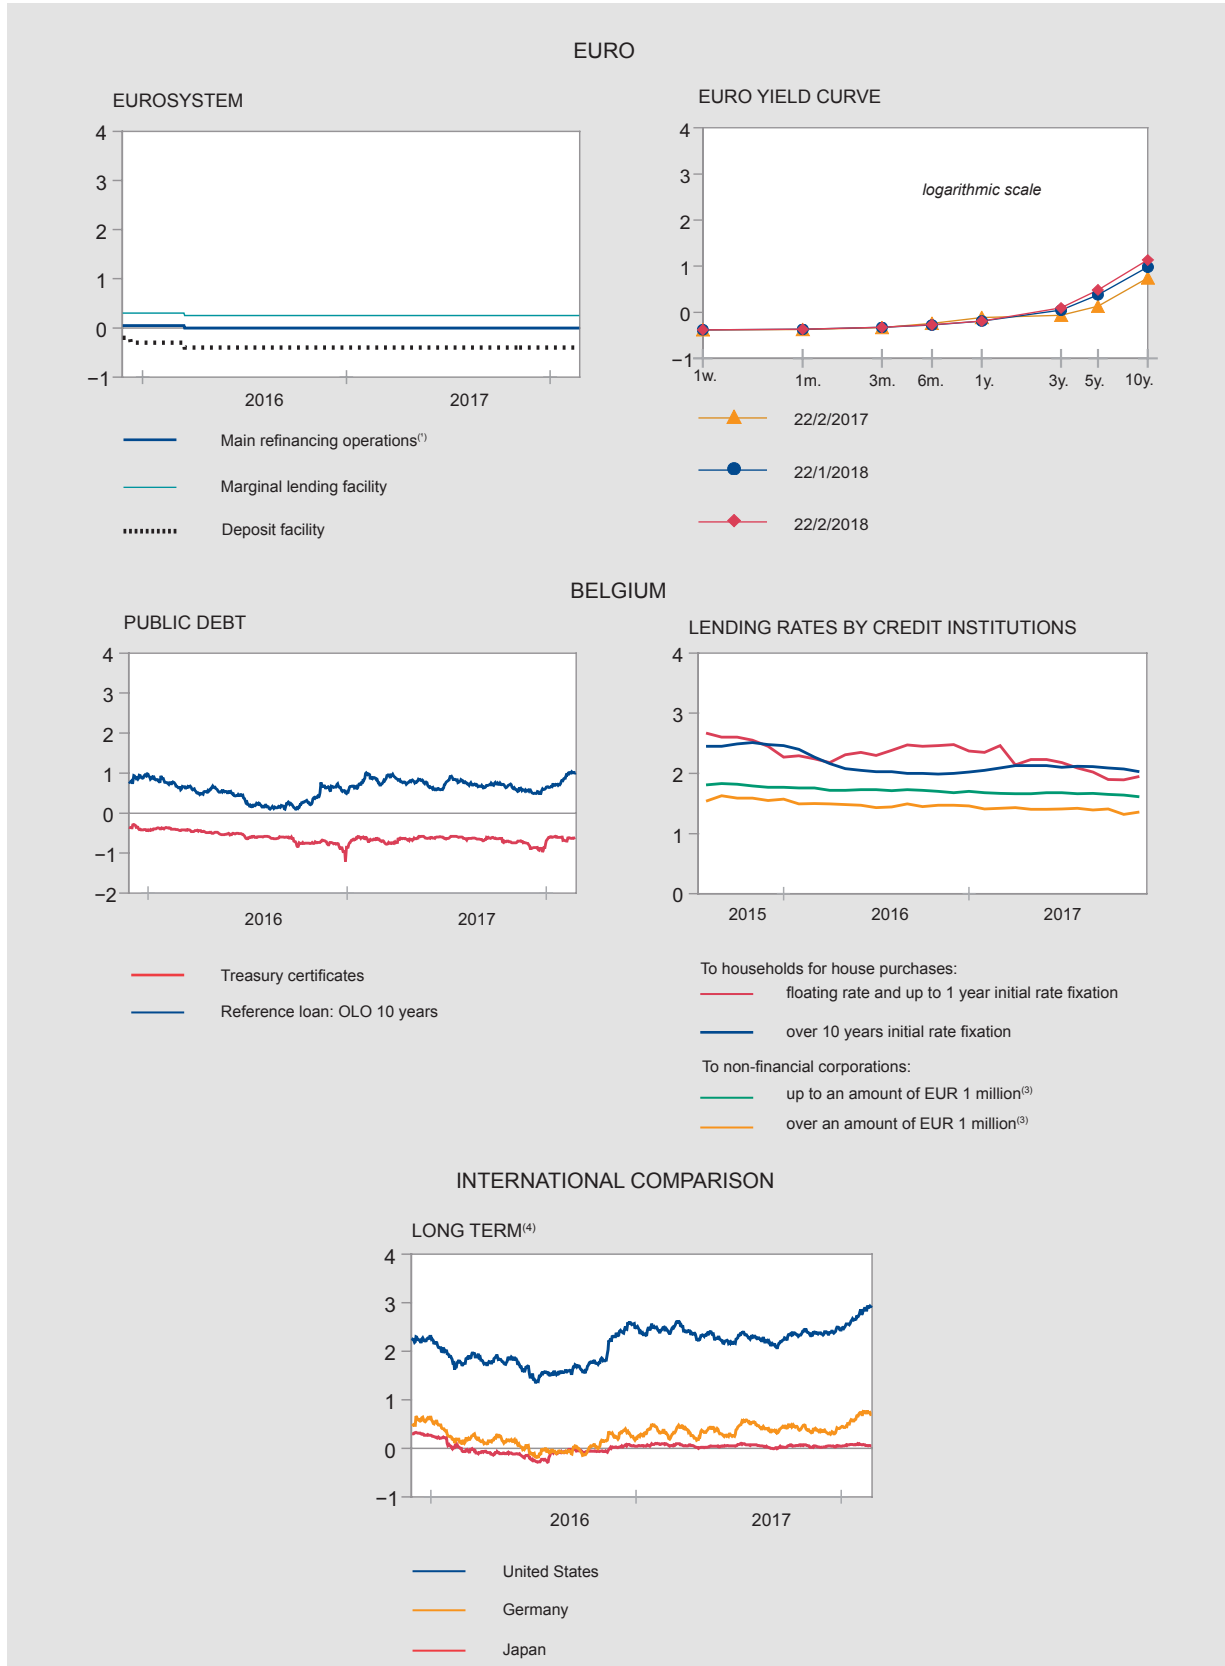 EURO
EUROSYSTEM
4
3
2
1
0
−1
2016 2017
Main refinancing operations(*)
Marginal lending facility
Deposit facility
EURO YIELD CURVE
4
3
2
1
0
−1
logarithmic scale
1w. 1m. 3m. 6m. 1y. 3y. 5y. 10y.
22/2/2017
22/1/2018
22/2/2018
BELGIUM
PUBLIC DEBT
4
3
2
1
0
−1
−2
2016 2017
Treasury certificates
Reference loan: OLO 10 years
LENDING RATES BY CREDIT INSTITUTIONS
4
3
2
1
0
2015 2016 2017
To households for house purchases:
floating rate and up to 1 year initial rate fixation
over 10 years initial rate fixation
To non-financial corporations:
up to an amount of EUR 1 million(3)
over an amount of EUR 1 million(3)
INTERNATIONAL COMPARISON
LONG TERM(4)
4
3
2
1
0
−1
2016 2017
United States
Germany
Japan